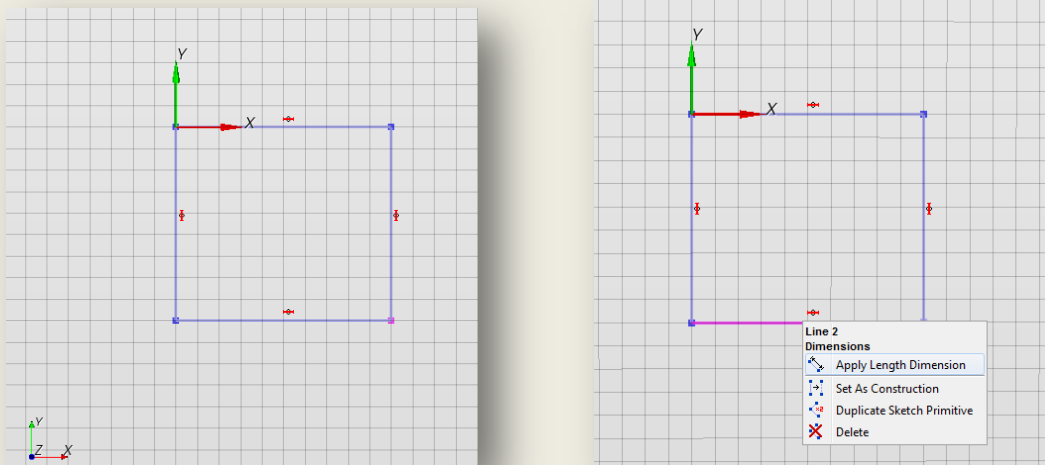 Y
X
Y
Z
X
Y
X
Line 2
Dimensions
Apply Length Dimension
Set As Construction
Duplicate Sketch Primitive
Delete